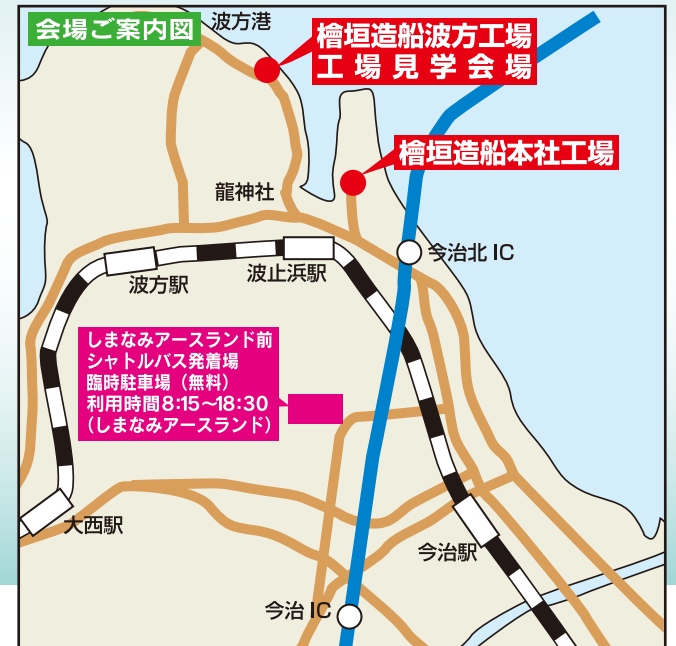 会場ご案内図
波方港
檜垣造船波方工場
工場見学会場
檜垣造船本社工場
龍神社
今治北IC
波止浜駅
波方駅
しまなみアースランド前
シャトルバス発着場
臨時駐車場（無料）
利用時間8:15〜18:30
（しまなみアースランド）
大西駅
今治駅
今治IC